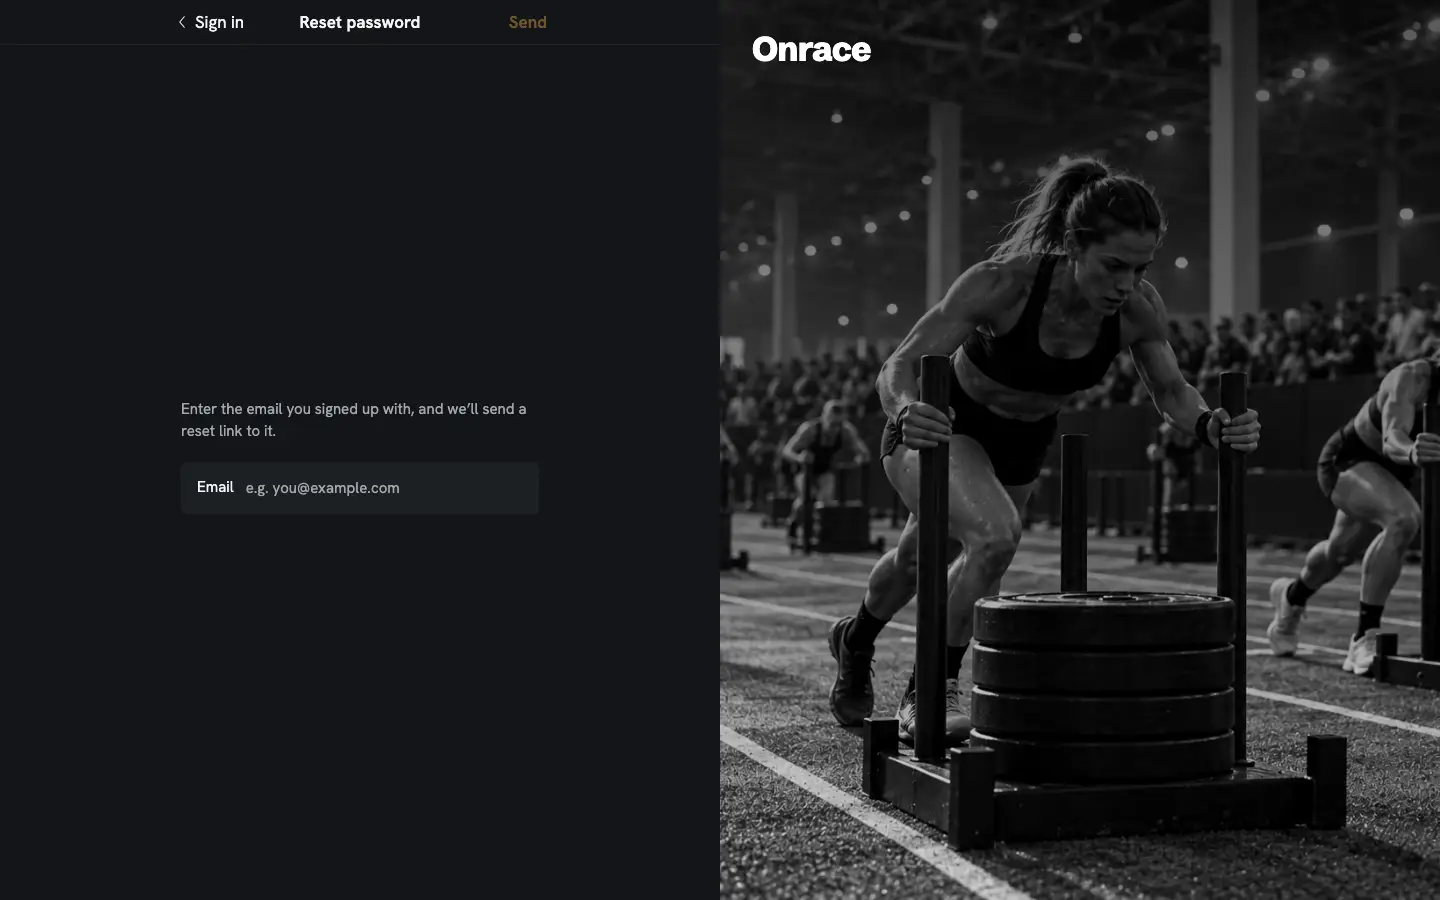 Sign in
Reset password
Send
Onrace
Enter the email you signed up with, and we’ll send a
reset link to it.
Email
e.g. you@example.com